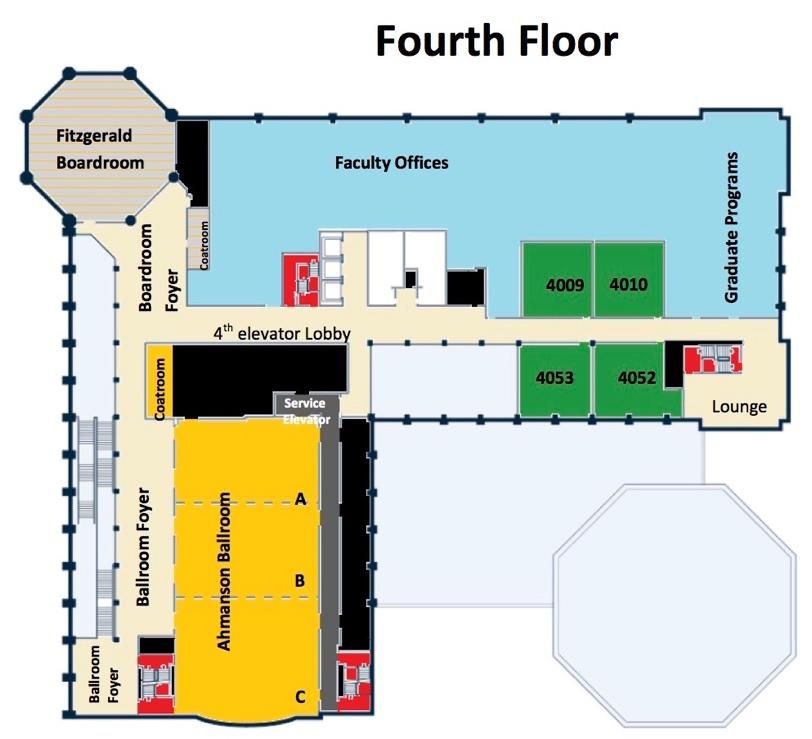 Fourth Floor
Fitzgerald
Boardroom
Faculty Offices
Graduate Programs
Coatroom
Boardroom
Foyer
4009
4010
4th elevator Lobby
Coatroom
Service
Elevator
4053
4052
Lounge
Ballroom Foyer
Ahmanson Ballroom
A
B
C
Ballroom
Foyer